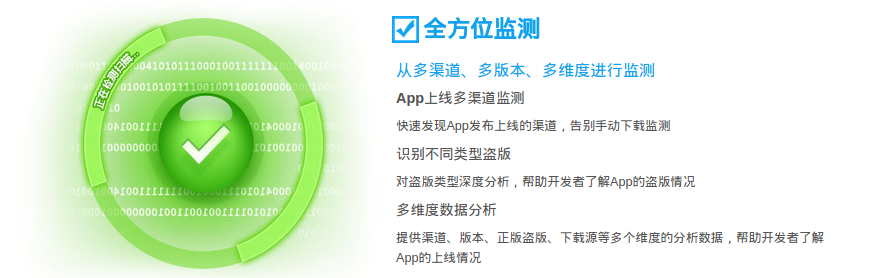 正在检测扫描...
全方位监测
从多渠道、多版本、多维度进行监测
App上线多渠道监测
快速发现App发布上线的渠道，告别手动下载监测
识别不同类型盗版
对盗版类型深度分析，帮助开发者了解App的盗版情况
多维度数据分析
提供渠道、版本、正版盗版、下载源等多个维度的分析数据，帮助开发者了解
App的上线情况